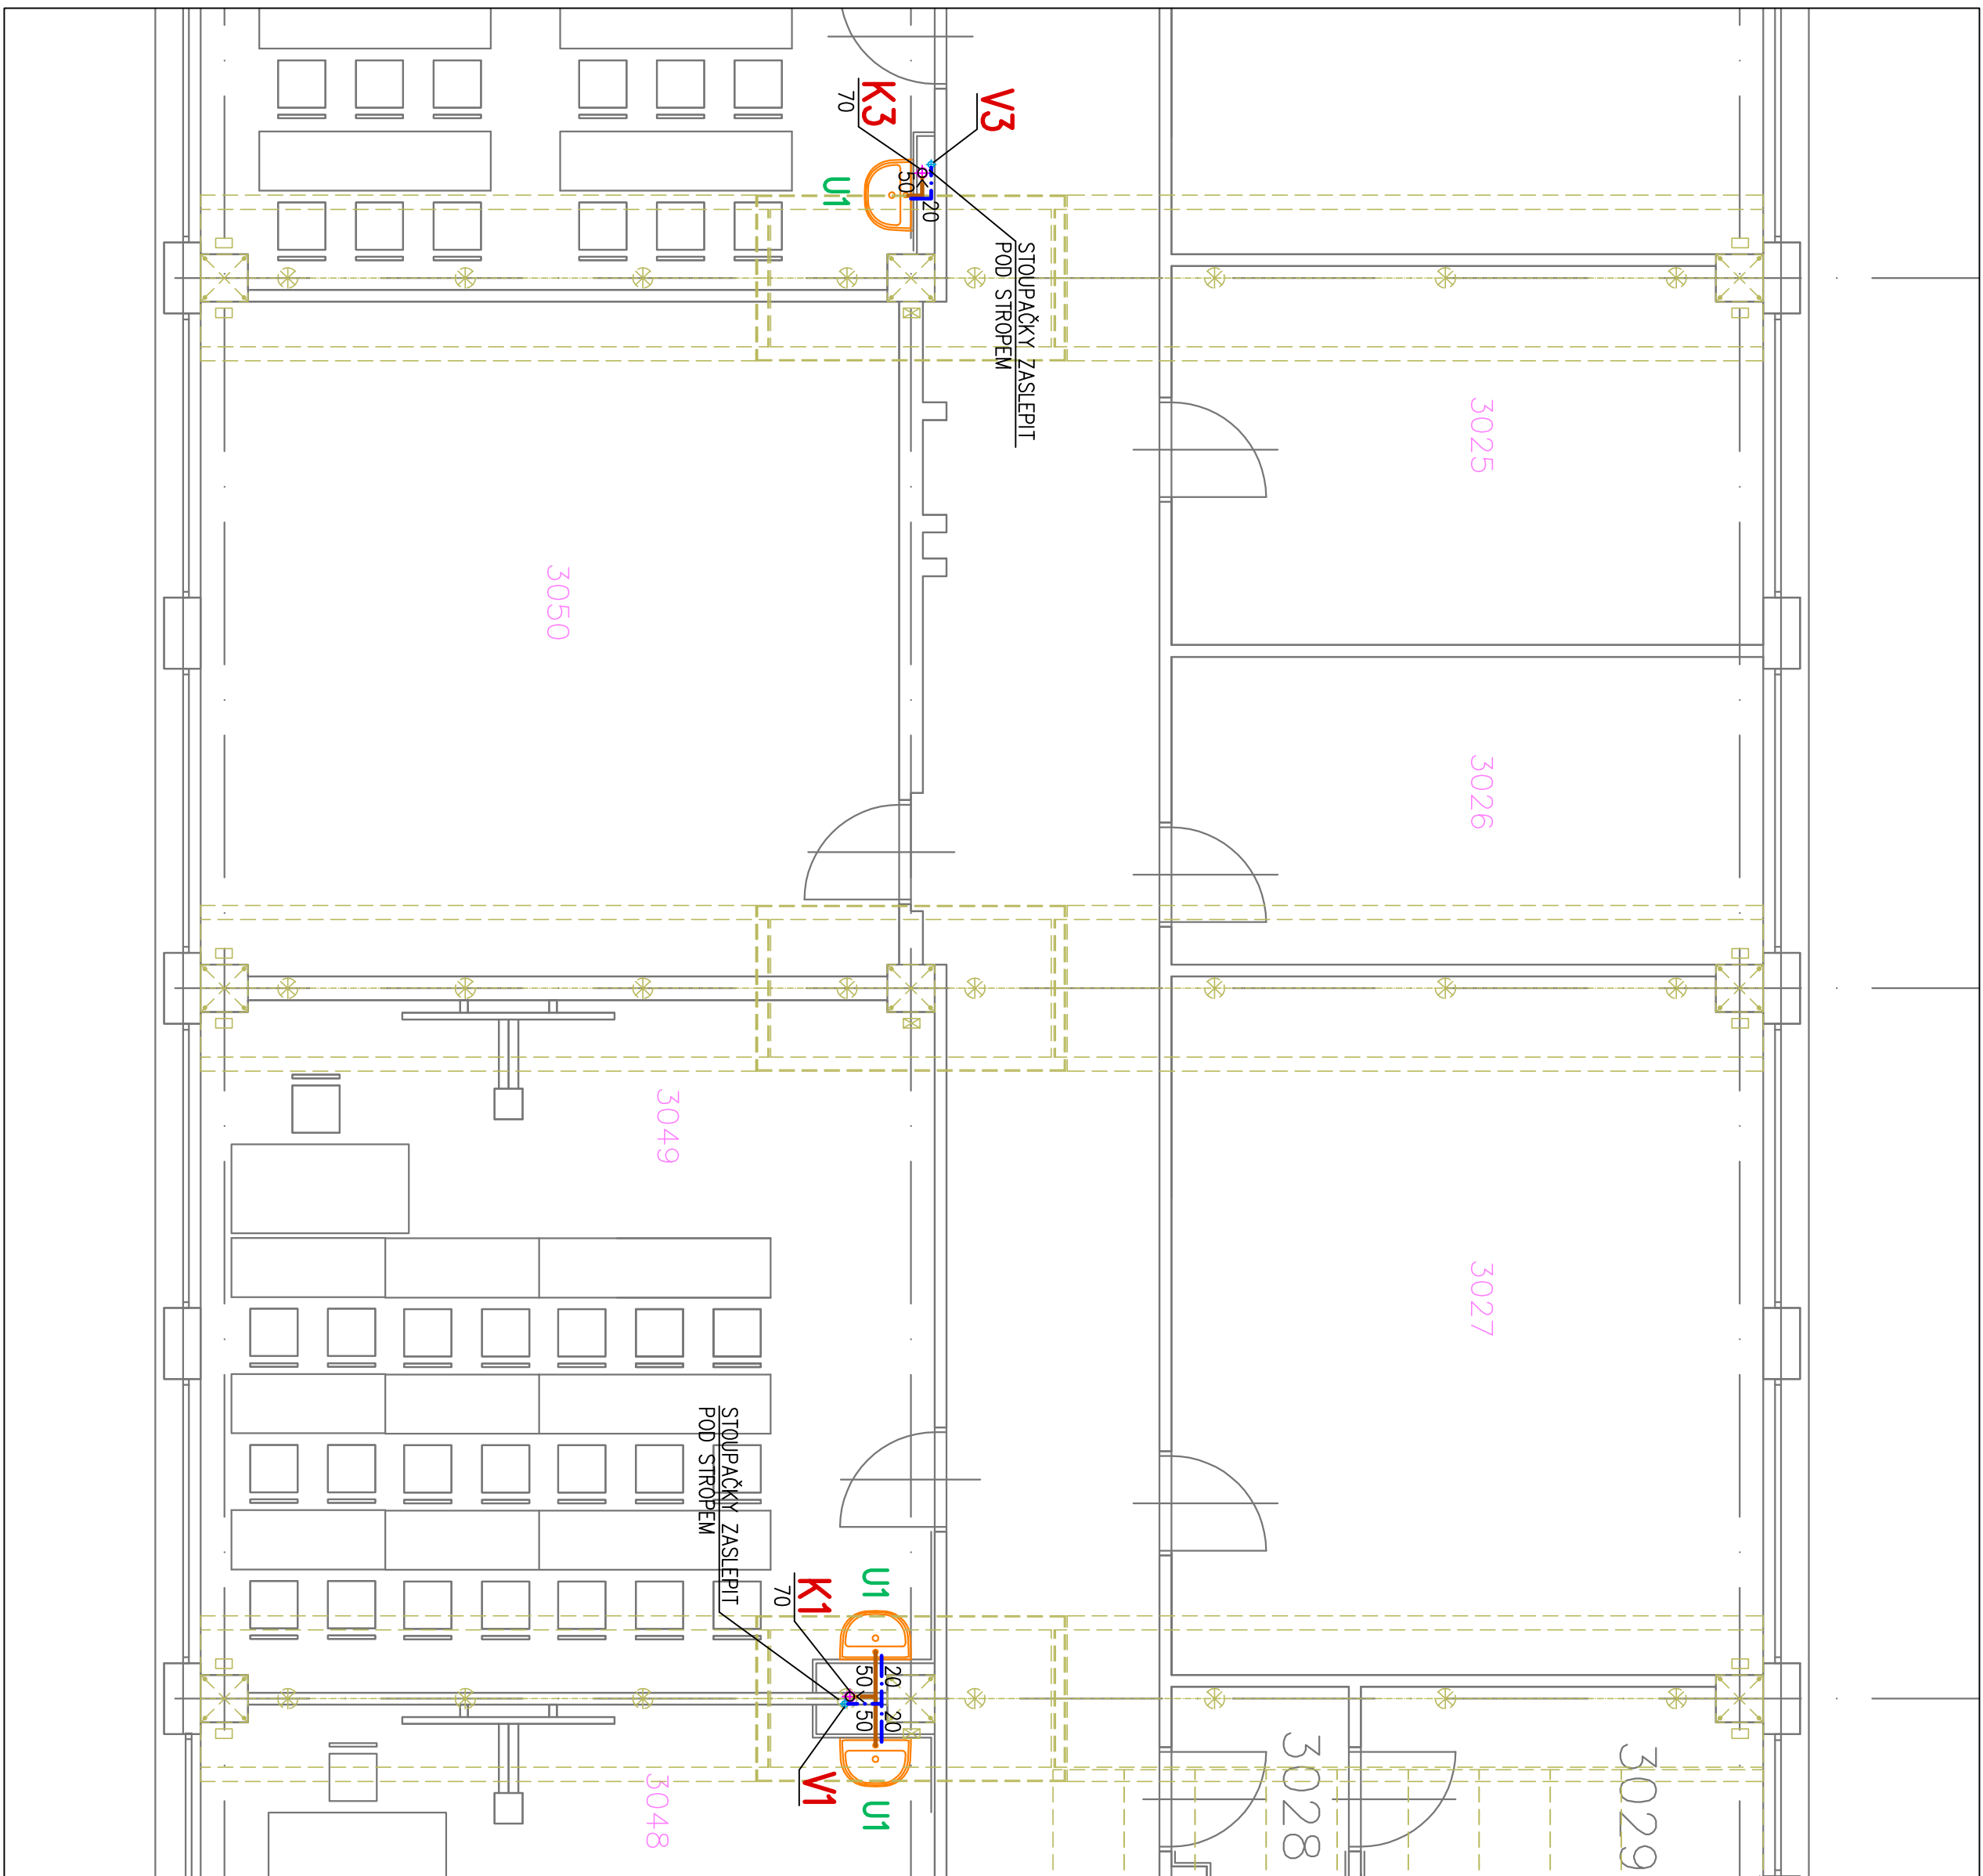 V3
K3
70
50
20
U1
STOUPAČKY ZASLEPIT
POD STROPEM
3025
3050
3026
3049
3027
STOUPAČKY ZASLEPIT
POD STROPEM
U1
K1
70
20
50
20
50
V1
U1
3048
3028
3029